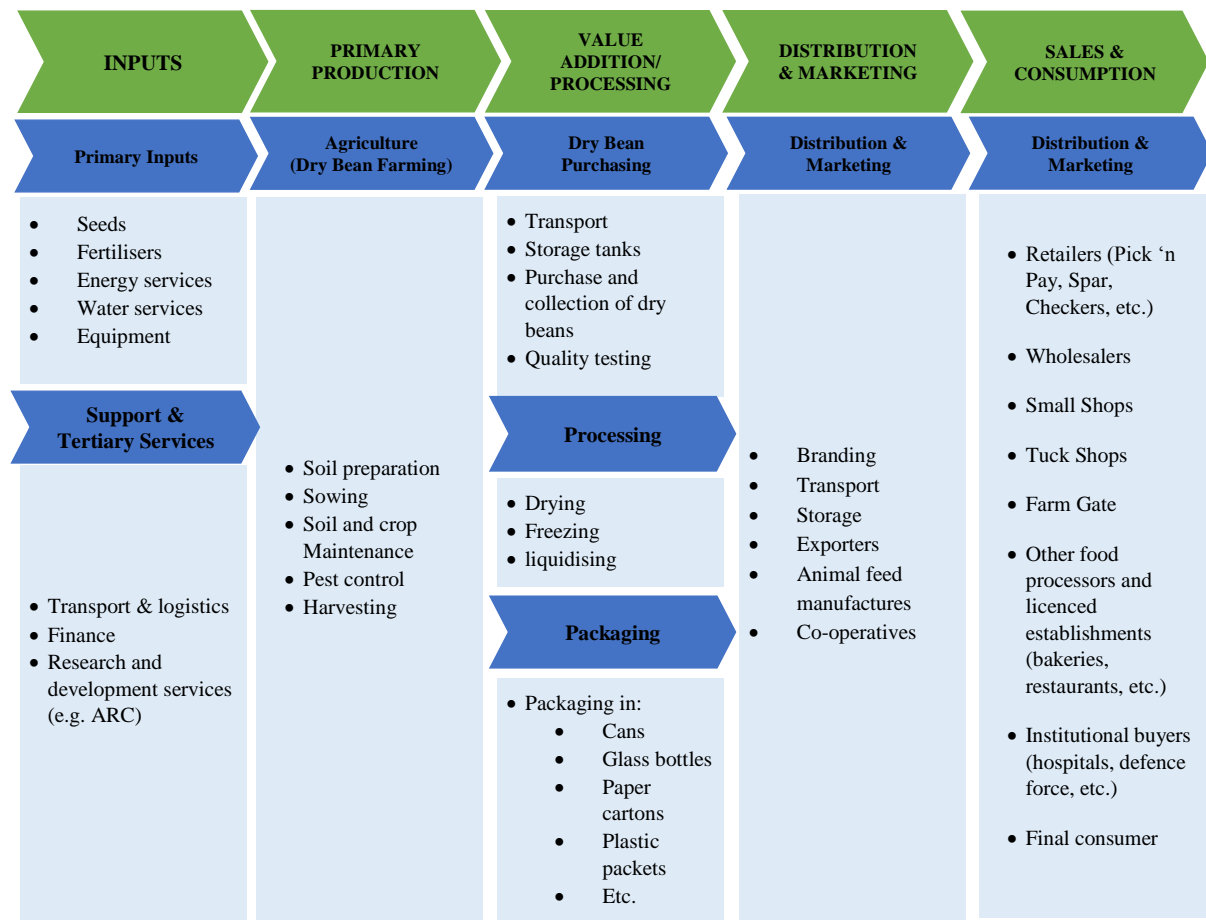 INPUTS
PRIMARY
PRODUCTION
VALUE
ADDITION/
PROCESSING
DISTRIBUTION
& MARKETING
SALES &
CONSUMPTION
Primary Inputs
Agriculture
(Dry Bean Farming)
Dry Bean
Purchasing
Distribution &
Marketing
Distribution &
Marketing
• Seeds
• Fertilisers
• Energy services
• Water services
• Equipment
Support &
Tertiary Services
• Transport & logistics
• Finance
• Research and
development services
(e.g. ARC)
• Soil preparation
• Sowing
• Soil and crop
Maintenance
• Pest control
• Harvesting
• Transport
• Storage tanks
• Purchase and
collection of dry
beans
• Quality testing
Processing
• Drying
• Freezing
• liquidising
Packaging
• Packaging in:
• Cans
• Glass bottles
• Paper
cartons
• Plastic
packets
• Etc.
• Branding
• Transport
• Storage
• Exporters
• Animal feed
manufactures
• Co-operatives
• Retailers (Pick ‘n
Pay, Spar,
Checkers, etc.)
• Wholesalers
• Small Shops
• Tuck Shops
• Farm Gate
• Other food
processors and
licenced
establishments
(bakeries,
restaurants, etc.)
• Institutional buyers
(hospitals, defence
force, etc.)
• Final consumer